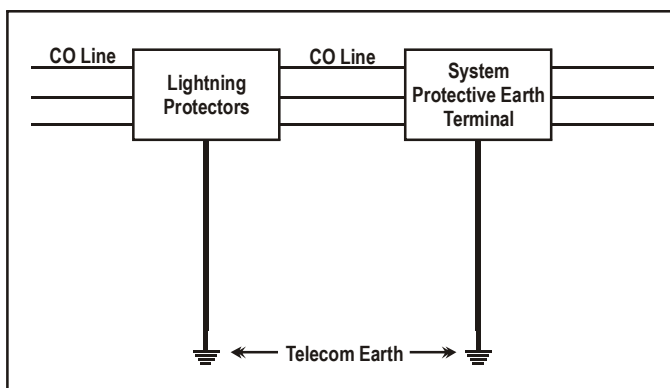 CO Line
Lightning
Protectors
CO Line
System
Protective Earth
Terminal
Telecom Earth